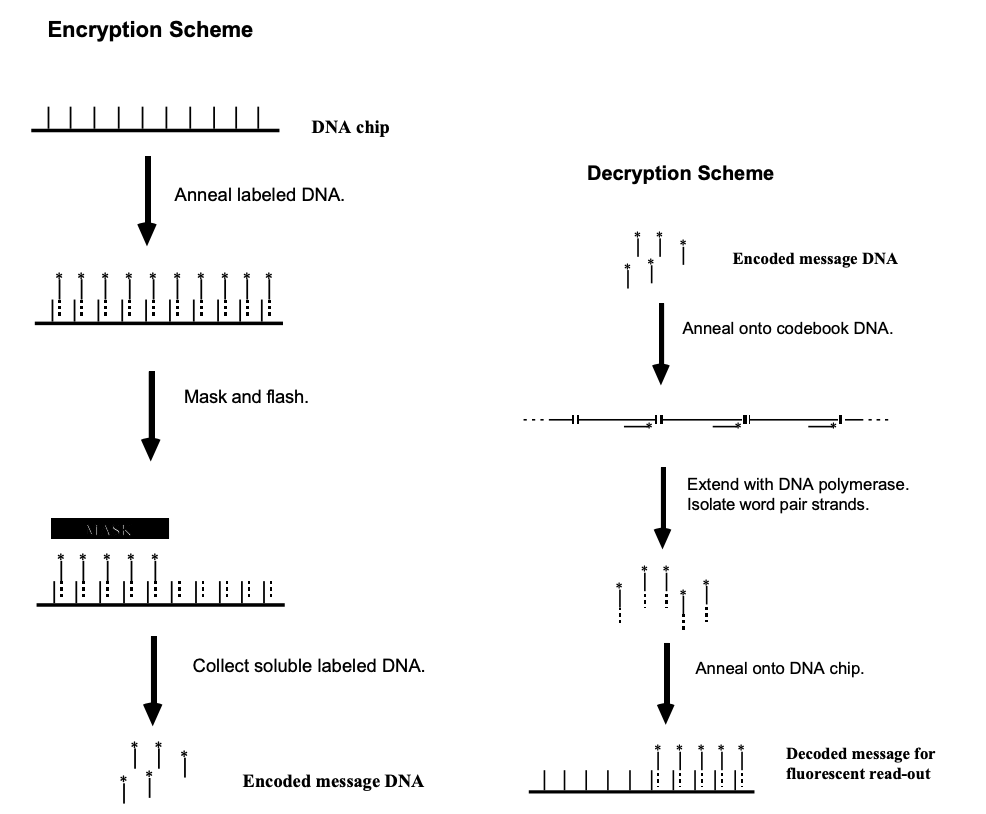 Encryption Scheme
DNA chip
Anneal labeled DNA.
Mask and flash.
MASK
Collect soluble labeled DNA.
Encoded message DNA
Decryption Scheme
Encoded message DNA
Anneal onto codebook DNA.
Extend with DNA polymerase.
Isolate word pair strands.
Anneal onto DNA chip.
Decoded message for
fluorescent read-out